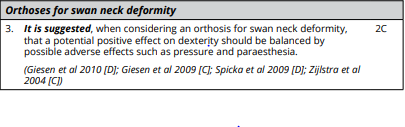 Orthoses for swan neck deformity
3. It is suggested, when considering an orthosis for swan neck deformity, 2C
that a potential positive effect on dexterity should be balanced by
possible adverse effects such as pressure and paraesthesia.
(Giesen et al 2010 [D]; Giesen et al 2009 [C]; Spicka et al 2009 [D]; Zijlstra et al
2004 [C])